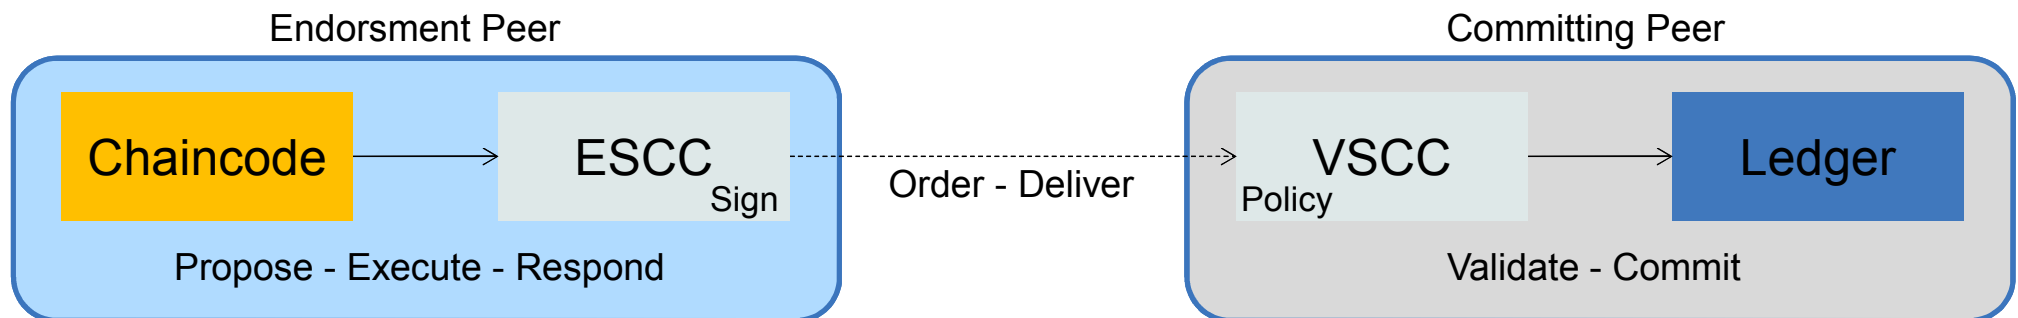 Endorsment Peer
Committing Peer
Chaincode
ESCC
Sign
Order - Deliver
VSCC
Policy
Ledger
Propose - Execute - Respond
Validate - Commit